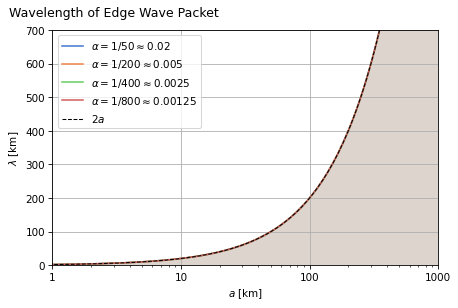 Wavelength of Edge Wave Packet
α = 1/50 ≈ 0.02
α = 1/200 ≈ 0.005
α = 1/400 ≈ 0.0025
α = 1/800 ≈ 0.00125
2a
700
600
500
400
300
200
100
0
λ [km]
1
10
100
1000
a [km]